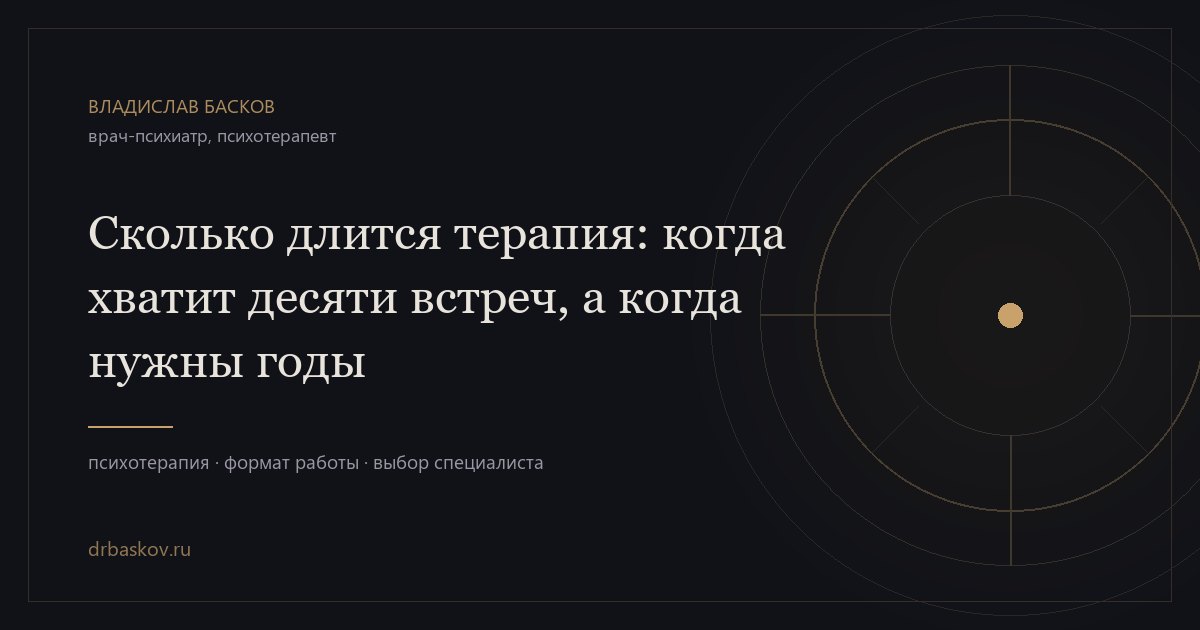 ВЛАДИСЛАВ БАСКОВ
врач-психиатр, психотерапевт
Сколько длится терапия: когда
хватит десяти встреч, а когда
нужны годы
психотерапия · формат работы · выбор специалиста
drbaskov.ru